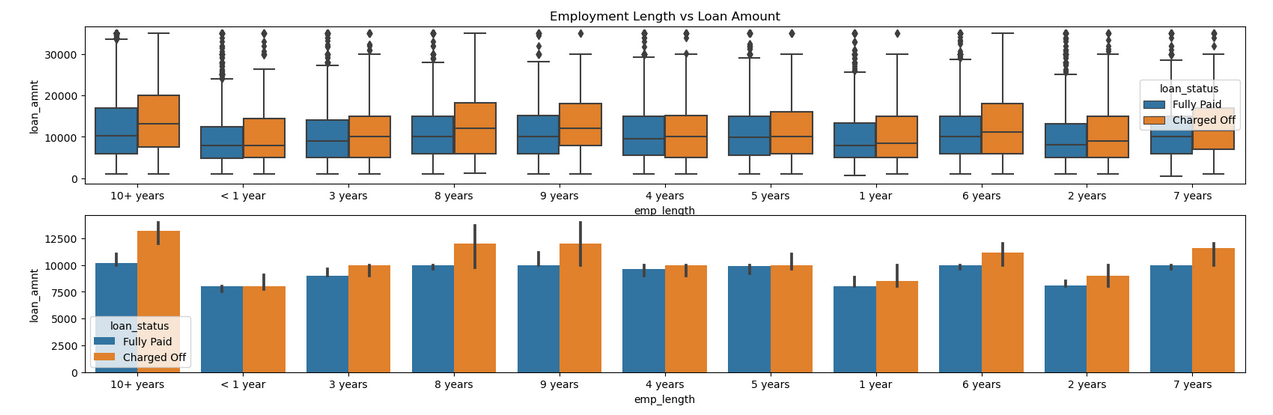 Employment Length vs Loan Amount
loan_amnt
30000
20000
10000
0
loan_status
Fully Paid
Charged Off
10+ years < 1 year 3 years 8 years 9 years 4 years 5 years 1 year 6 years 2 years 7 years
emp_length
loan_amnt
12500
10000
7500
5000
2500
0
loan_status
Fully Paid
Charged Off
10+ years < 1 year 3 years 8 years 9 years 4 years 5 years 1 year 6 years 2 years 7 years
emp_length